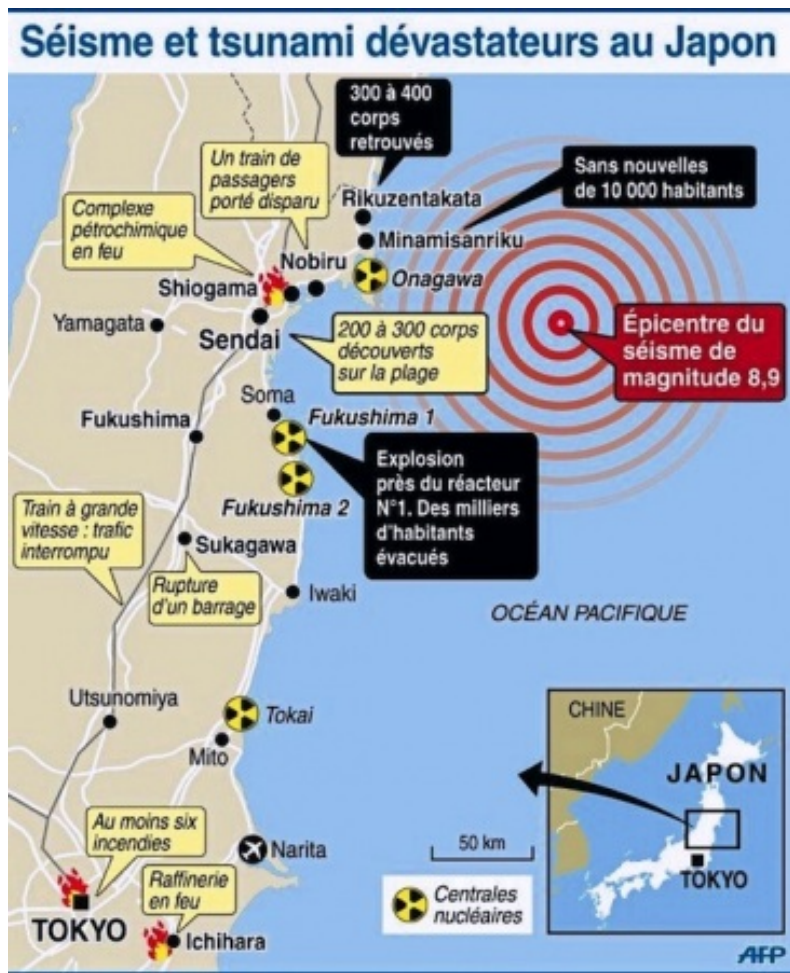 Séisme et tsunami dévastateurs au Japon
300 à 400
corps
retrouvés
Un train de
passagers
porté disparu
Sans nouvelles
de 10 000 habitants
Complexe
pétrochimique
en feu
Rikuzentakata
Minamisanriku
Nobiru
Onagawa
Shiogama
Yamagata
Sendai
200 à 300 corps
découverts
sur la plage
Épicentre du
séisme de
magnitude 8,9
Soma
Fukushima
Fukushima 1
Explosion
près du réacteur
N°1. Des milliers
d'habitants
évacués
Fukushima 2
Train à grande
vitesse : trafic
interrompu
Sukagawa
Rupture
d'un barrage
Iwaki
OCÉAN PACIFIQUE
Utsunomiya
Tokai
Mito
CHINE
JAPON
TOKYO
Au moins six
incendies
Narita
50 km
Raffinerie
en feu
Centrales
nucléaires
TOKYO
Ichihara
AFP